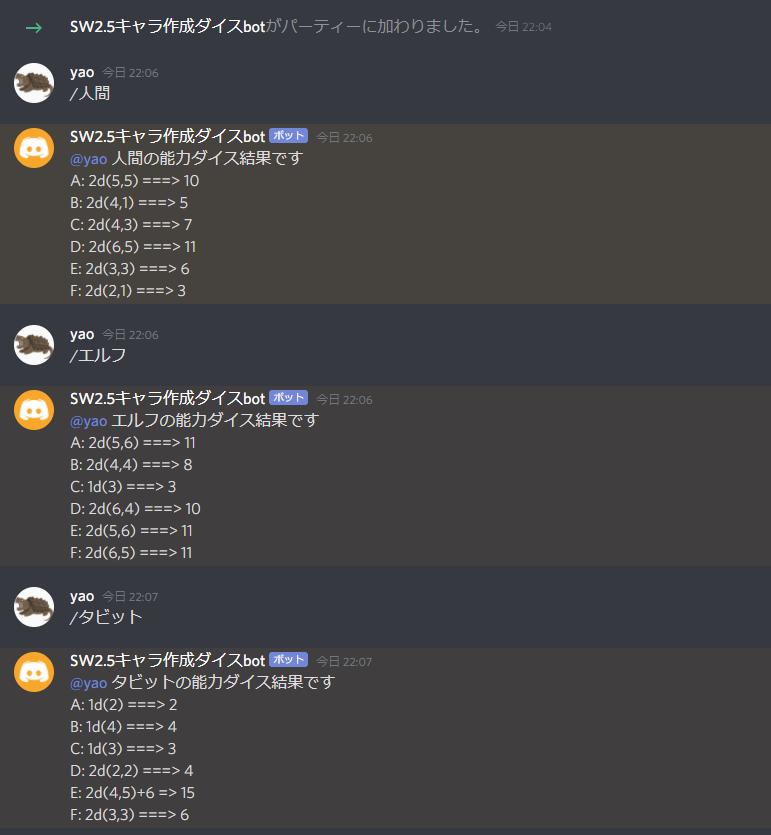 → SW2.5キャラ作成ダイスbotがパーティーに加わりました。 今日 22:04
yao 今日 22:06
/人間
SW2.5キャラ作成ダイスbot ボット 今日 22:06
@yao 人間の能力ダイス結果です
A: 2d(5,5) ===> 10
B: 2d(4,1) ===> 5
C: 2d(4,3) ===> 7
D: 2d(6,5) ===> 11
E: 2d(3,3) ===> 6
F: 2d(2,1) ===> 3
yao 今日 22:06
/エルフ
SW2.5キャラ作成ダイスbot ボット 今日 22:06
@yao エルフの能力ダイス結果です
A: 2d(5,6) ===> 11
B: 2d(4,4) ===> 8
C: 1d(3) ===> 3
D: 2d(6,4) ===> 10
E: 2d(5,6) ===> 11
F: 2d(6,5) ===> 11
yao 今日 22:07
/タビット
SW2.5キャラ作成ダイスbot ボット 今日 22:07
@yao タビットの能力ダイス結果です
A: 1d(2) ===> 2
B: 1d(4) ===> 4
C: 1d(3) ===> 3
D: 2d(2,2) ===> 4
E: 2d(4,5)+6 => 15
F: 2d(3,3) ===> 6